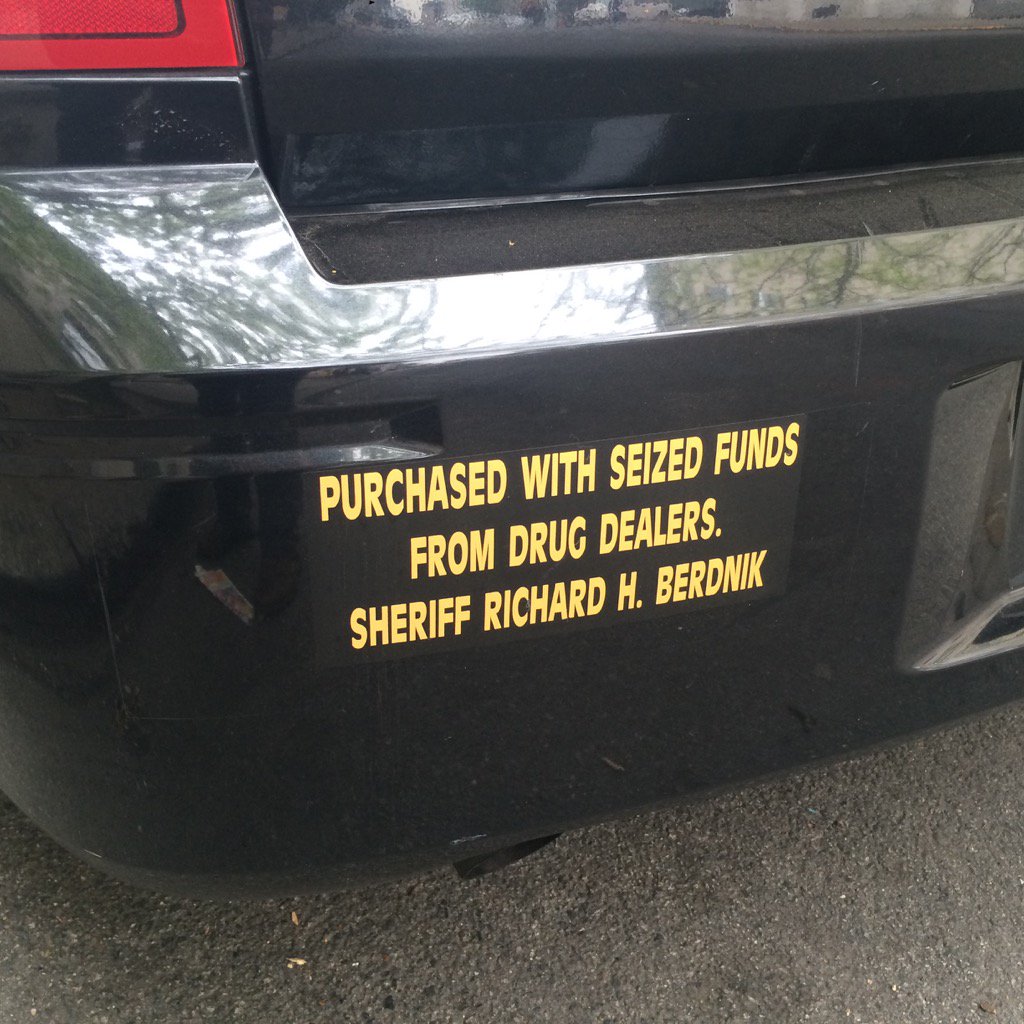 PURCHASED WITH SEIZED FUNDS
FROM DRUG DEALERS.
SHERIFF RICHARD H. BERDNIK